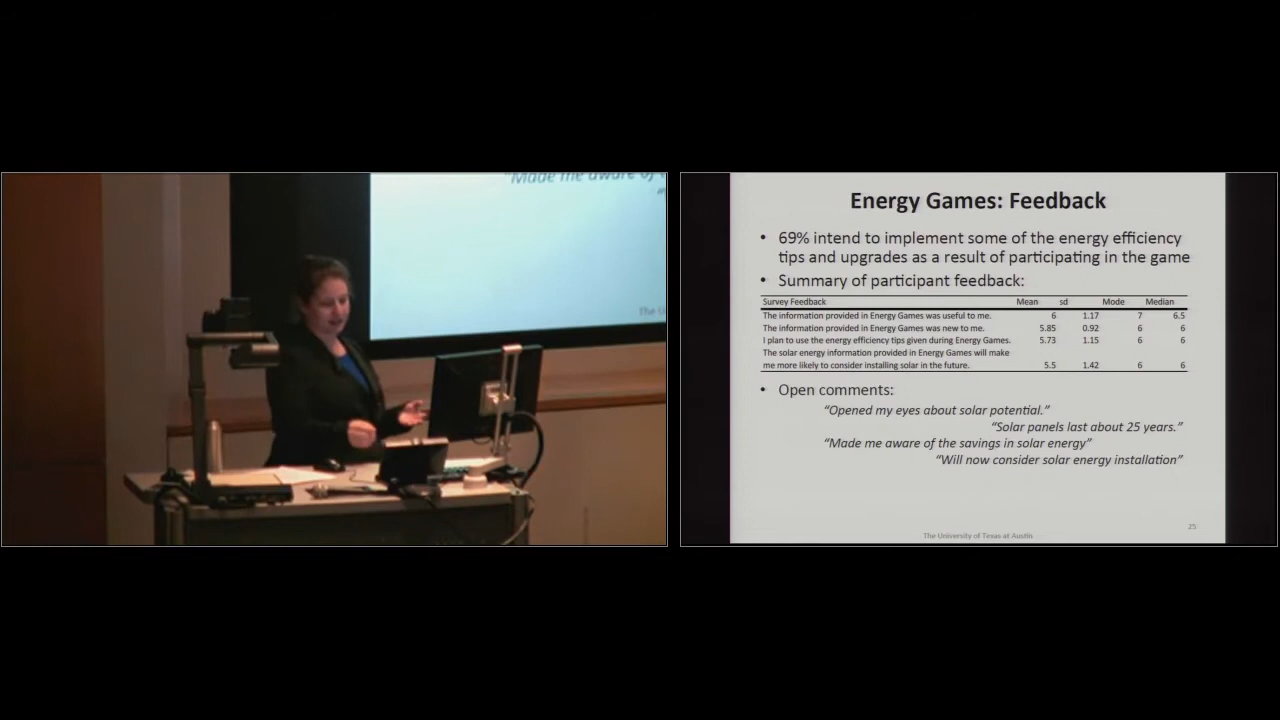 "Made me aware of
The U
Energy Games: Feedback
• 69% intend to implement some of the energy efficiency
tips and upgrades as a result of participating in the game
• Summary of participant feedback:
Survey Feedback Mean sd Mode Median
The information provided in Energy Games was useful to me. 6 1.17 7 6.5
The information provided in Energy Games was new to me. 5.85 0.92 6 6
I plan to use the energy efficiency tips given during Energy Games. 5.73 1.15 6 6
The solar energy information provided in Energy Games will make
me more likely to consider installing solar in the future. 5.5 1.42 6 6
• Open comments:
"Opened my eyes about solar potential."
"Solar panels last about 25 years."
"Made me aware of the savings in solar energy"
"Will now consider solar energy installation"
25
The University of Texas at Austin